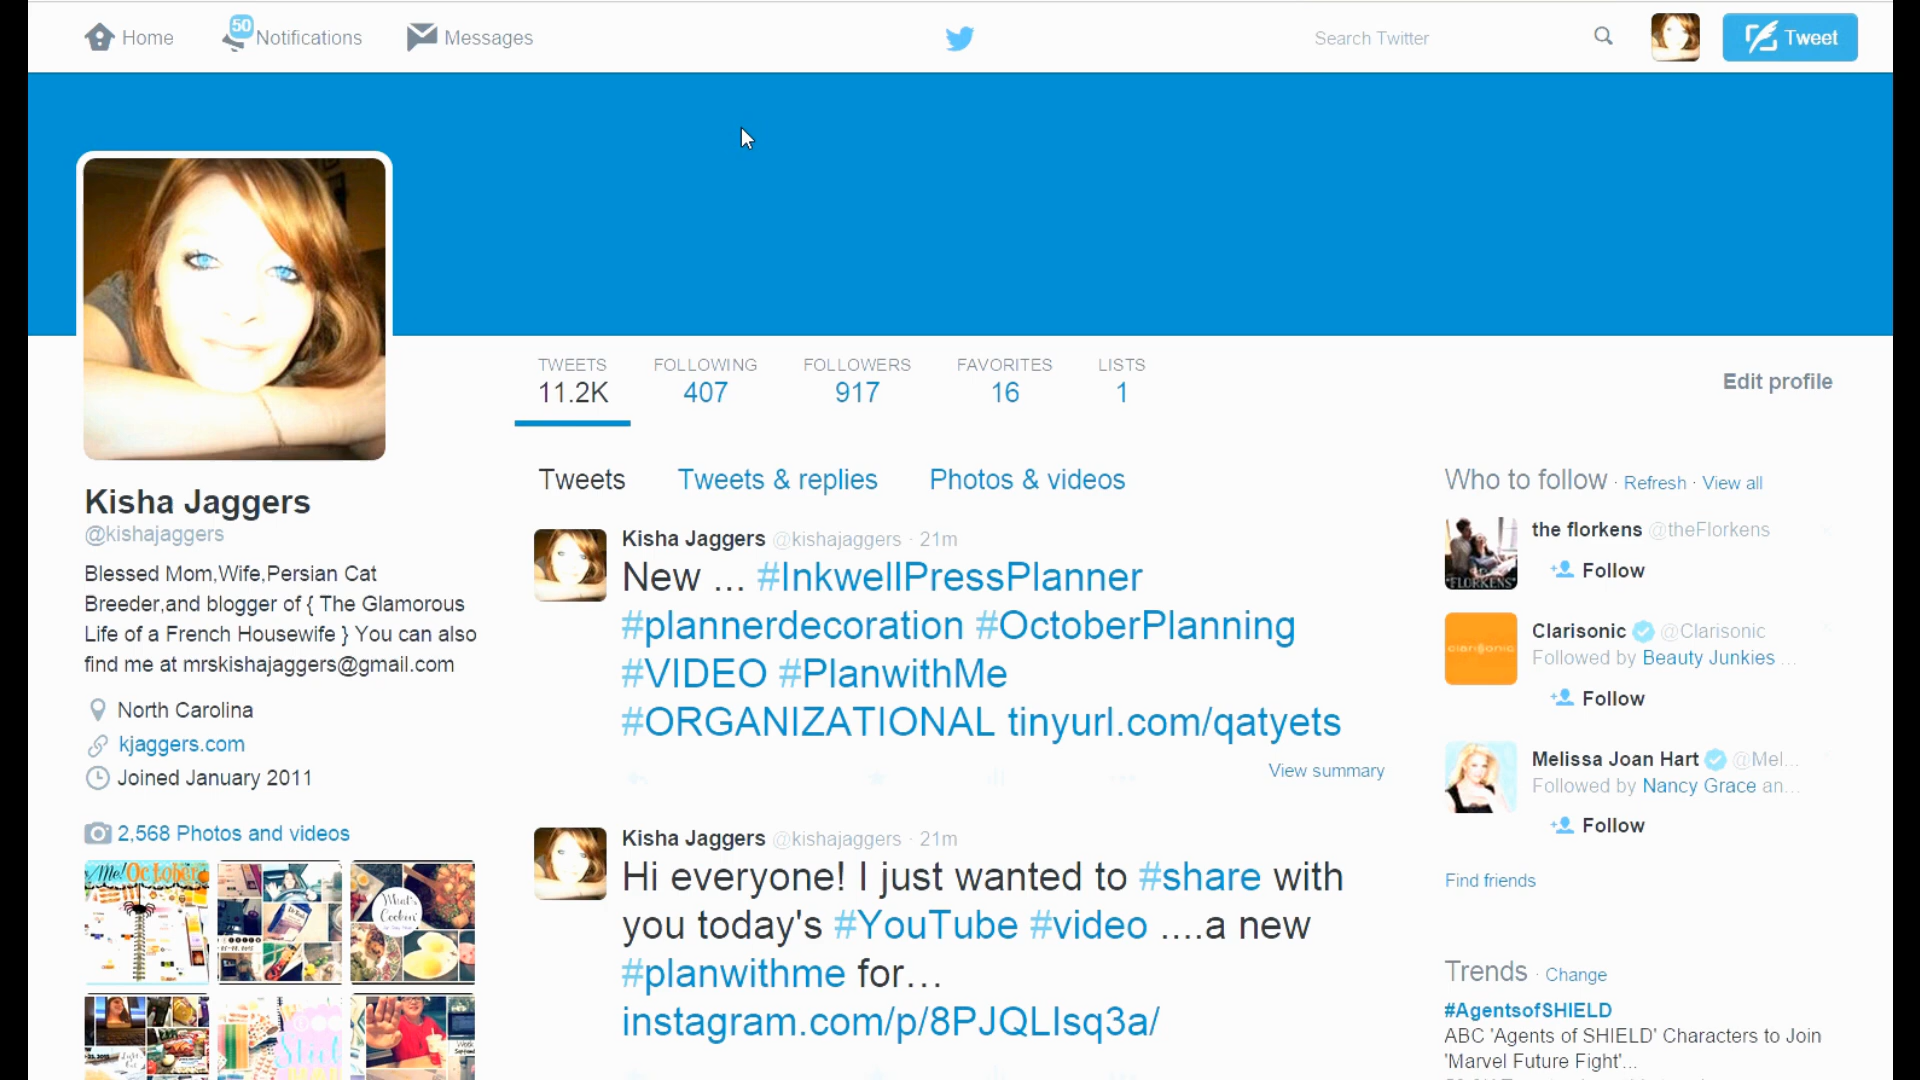 Home
50
Notifications
Messages
Search Twitter
Tweet
TWEETS
11.2K
FOLLOWING
407
FOLLOWERS
917
FAVORITES
16
LISTS
1
Edit profile
Kisha Jaggers
@kishajaggers
Blessed Mom,Wife,Persian Cat
Breeder,and blogger of { The Glamorous
Life of a French Housewife } You can also
find me at mrskishajaggers@gmail.com
North Carolina
kjaggers.com
Joined January 2011
2,568 Photos and videos
Me! October
What's
Cookin'
Tweets Tweets & replies Photos & videos
Kisha Jaggers @kishajaggers · 21m
New ... #InkwellPressPlanner
#plannerdecoration #OctoberPlanning
#VIDEO #PlanwithMe
#ORGANIZATIONAL tinyurl.com/qatyets
View summary
Kisha Jaggers @kishajaggers · 21m
Hi everyone! I just wanted to #share with
you today's #YouTube #video ....a new
#planwithme for…
instagram.com/p/8PJQLIsq3a/
Who to follow · Refresh · View all
the florkens @theFlorkens
FLORKENS
Follow
Clarisonic @Clarisonic
clarisonic
Followed by Beauty Junkies ...
Follow
Melissa Joan Hart @Mel...
Followed by Nancy Grace an...
Follow
Find friends
Trends · Change
#AgentsofSHIELD
ABC 'Agents of SHIELD' Characters to Join
'Marvel Future Fight'...